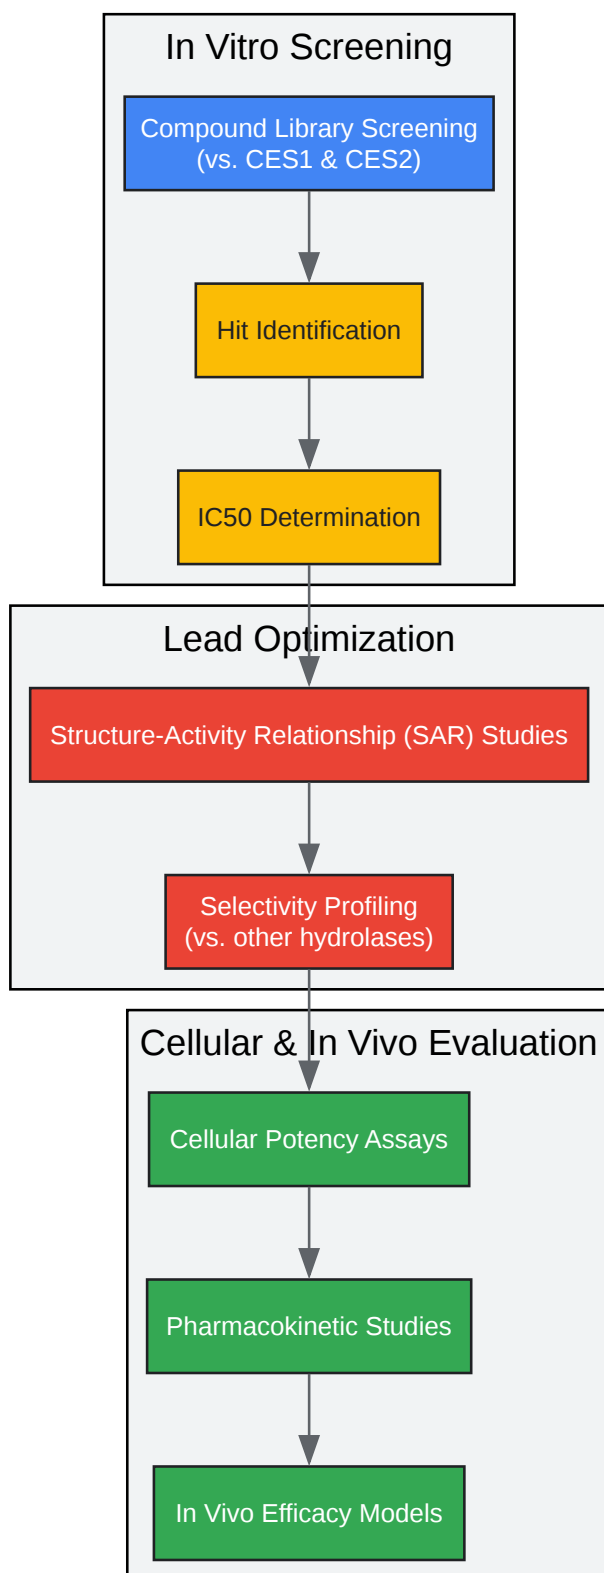 In Vitro Screening
Compound Library Screening
(vs. CES1 & CES2)
Hit Identification
IC50 Determination
Lead Optimization
Structure-Activity Relationship (SAR) Studies
Selectivity Profiling
(vs. other hydrolases)
Cellular & In Vivo Evaluation
Cellular Potency Assays
Pharmacokinetic Studies
In Vivo Efficacy Models